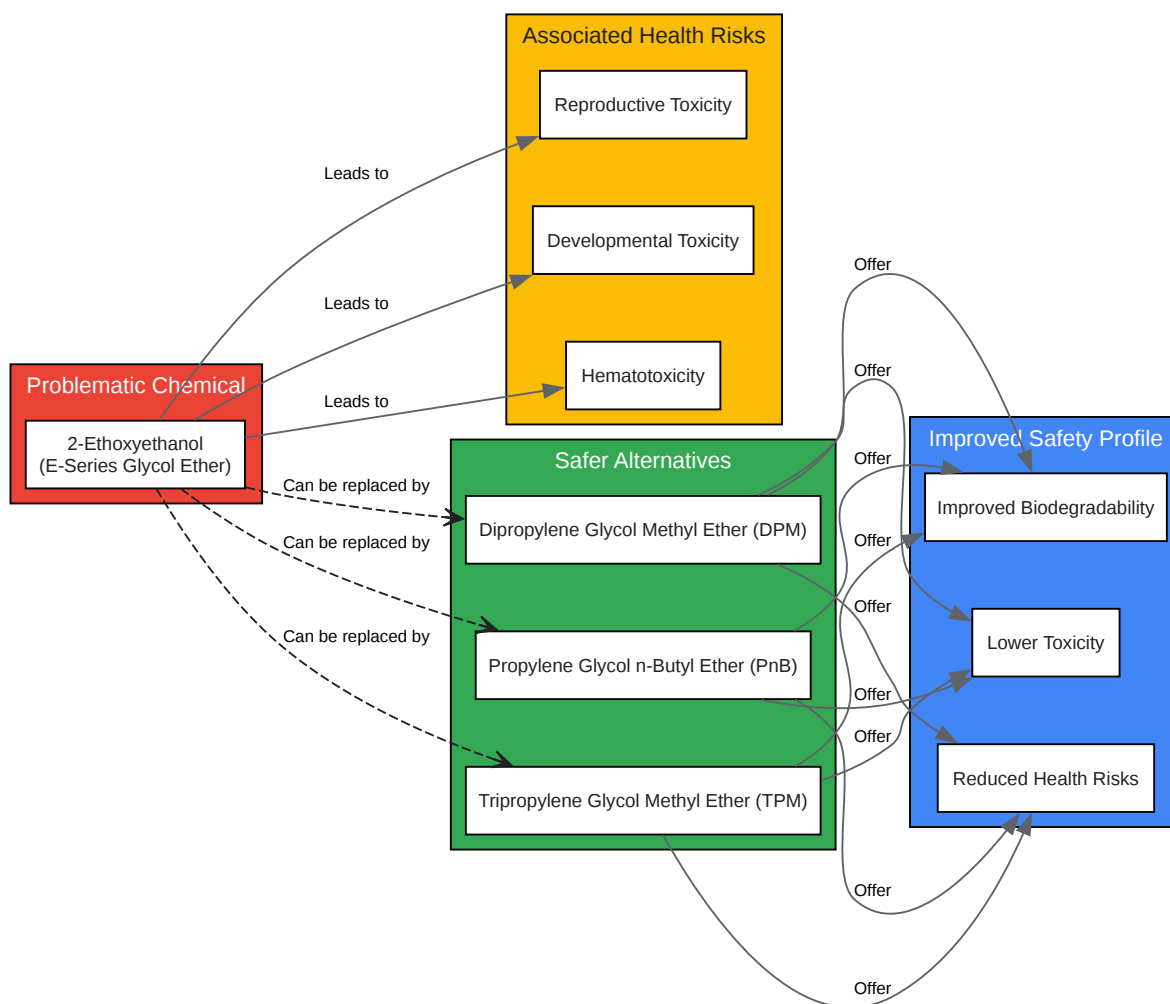 Associated Health Risks
Reproductive Toxicity
Developmental Toxicity
Hematotoxicity
Leads to
Leads to
Leads to
Problematic Chemical
2-Ethoxyethanol
(E-Series Glycol Ether)
Can be replaced by
Can be replaced by
Can be replaced by
Safer Alternatives
Dipropylene Glycol Methyl Ether (DPM)
Propylene Glycol n-Butyl Ether (PnB)
Tripropylene Glycol Methyl Ether (TPM)
Offer
Offer
Offer
Offer
Offer
Offer
Offer
Offer
Offer
Improved Safety Profile
Improved Biodegradability
Lower Toxicity
Reduced Health Risks